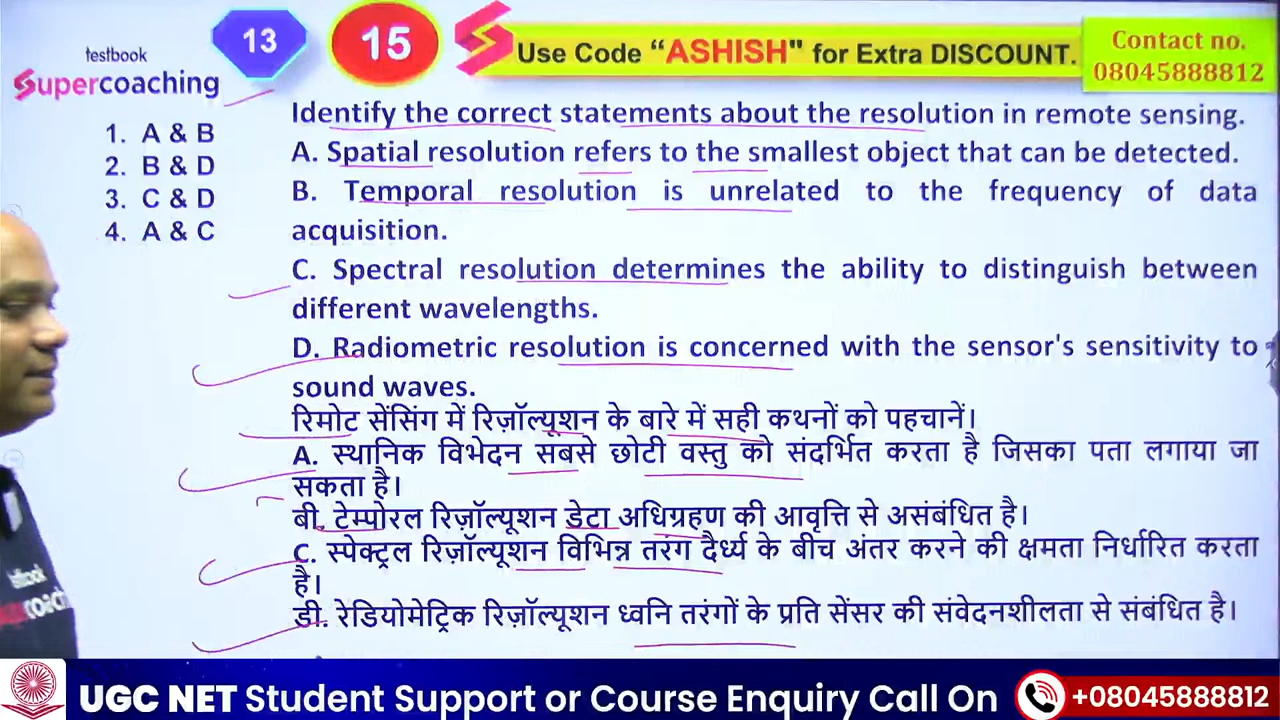 testbook
Supercoaching
13
15
Use Code “ASHISH" for Extra DISCOUNT.
Contact no.
08045888812
1. A & B
2. B & D
3. C & D
4. A & C
Identify the correct statements about the resolution in remote sensing.
A. Spatial resolution refers to the smallest object that can be detected.
B. Temporal resolution is unrelated to the frequency of data
acquisition.
C. Spectral resolution determines the ability to distinguish between
different wavelengths.
D. Radiometric resolution is concerned with the sensor's sensitivity to
sound waves.
रिमोट सेंसिंग में रिज़ॉल्यूशन के बारे में सही कथनों को पहचानें।
A. स्थानिक विभेदन सबसे छोटी वस्तु को संदर्भित करता है जिसका पता लगाया जा
सकता है।
बी. टेम्पोरल रिज़ॉल्यूशन डेटा अधिग्रहण की आवृत्ति से असंबंधित है।
C. स्पेक्ट्रल रिज़ॉल्यूशन विभिन्न तरंग दैर्ध्य के बीच अंतर करने की क्षमता निर्धारित करता
है।
डी. रेडियोमेट्रिक रिज़ॉल्यूशन ध्वनि तरंगों के प्रति सेंसर की संवेदनशीलता से संबंधित है।
testbook
UGC NET Student Support or Course Enquiry Call On
+08045888812